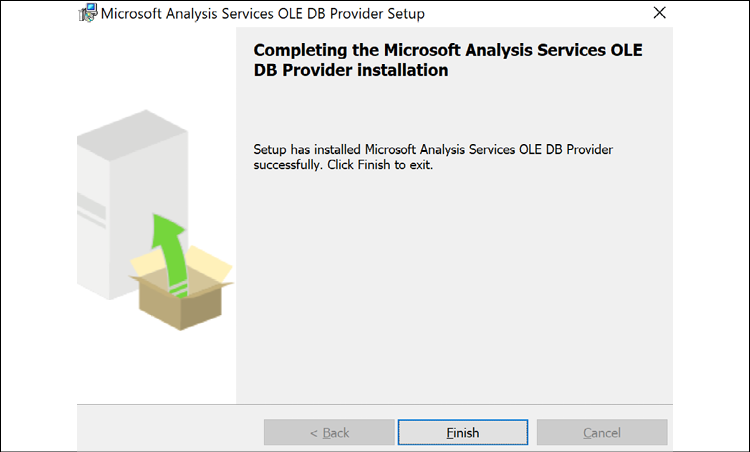 Microsoft Analysis Services OLE DB Provider Setup
Completing the Microsoft Analysis Services OLE
DB Provider installation
Setup has installed Microsoft Analysis Services OLE DB Provider
successfully. Click Finish to exit.
< Back
Finish
Cancel